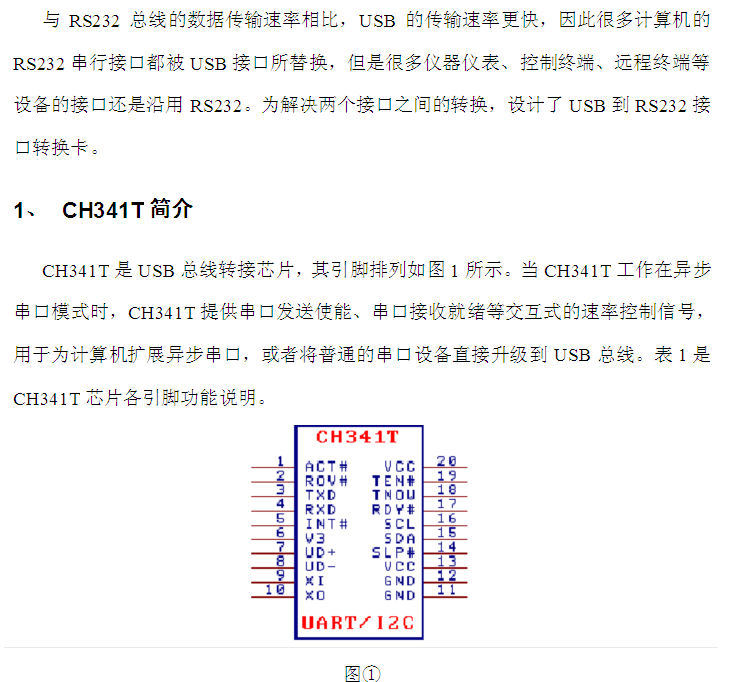 与 RS232 总线的数据传输速率相比，USB 的传输速率更快，因此很多计算机的
RS232 串行接口都被 USB 接口所替换，但是很多仪器仪表、控制终端、远程终端等
设备的接口还是沿用 RS232。为解决两个接口之间的转换，设计了 USB 到 RS232 接
口转换卡。
1、 CH341T 简介
CH341T 是 USB 总线转接芯片，其引脚排列如图 1 所示。当 CH341T 工作在异步
串口模式时，CH341T 提供串口发送使能、串口接收就绪等交互式的速率控制信号，
用于为计算机扩展异步串口，或者将普通的串口设备直接升级到 USB 总线。表 1 是
CH341T 芯片各引脚功能说明。
CH341T
1 ACT# VCC 20
2 ROV# TEN# 19
3 TXD TNOW 18
4 RXD RDY# 17
5 INT# SCL 16
6 V3 SDA 15
7 UD+ SLP# 14
8 UD- VCC 13
9 XI GND 12
10 XO GND 11
UART/I2C
图①